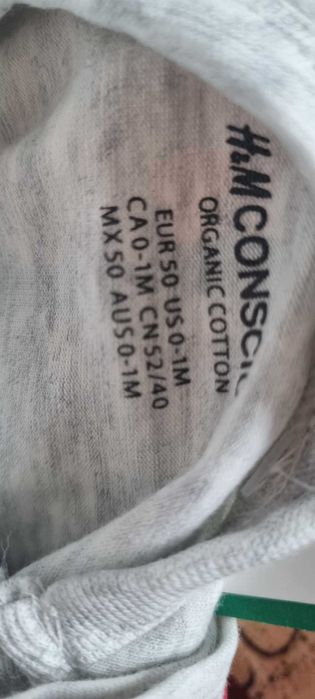 H&M CONSCI
ORGANIC COTTON
EUR 50 US 0-1M
CA 0-1M CN 52/40
MX 50 AUS 0-1M